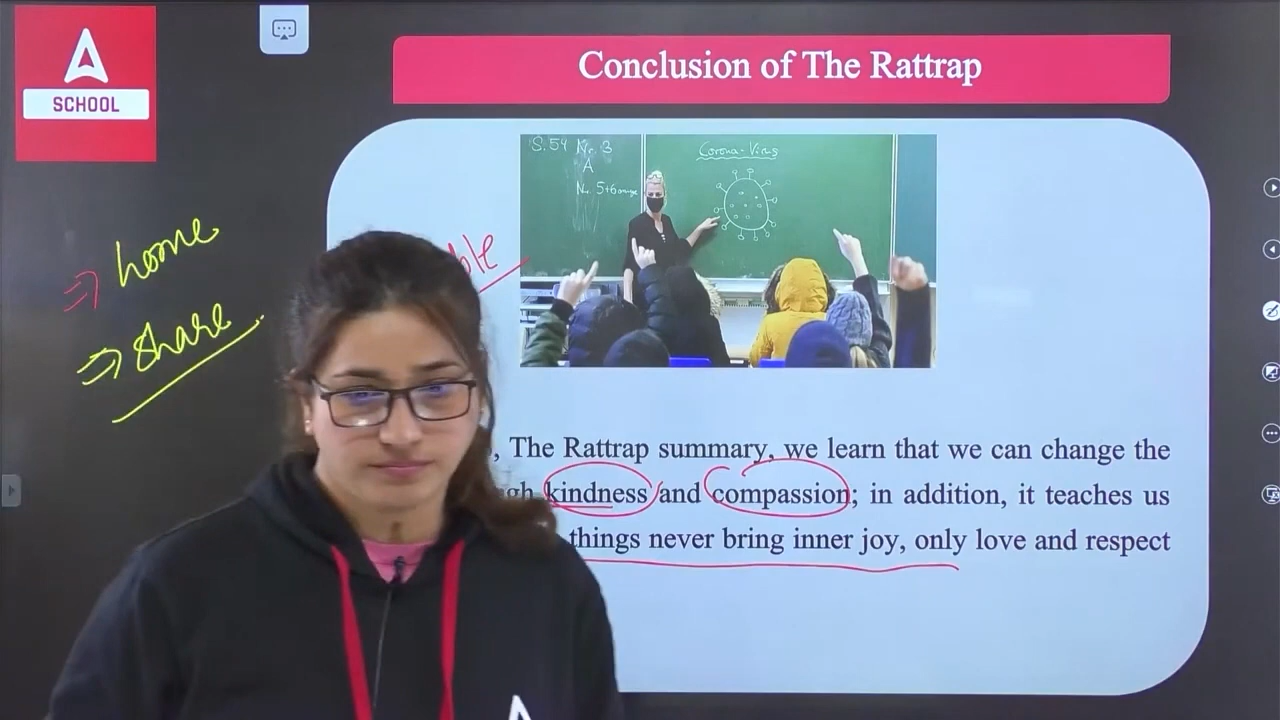 SCHOOL
Conclusion of The Rattrap
S. 54 Nr. 3
A
Nr. 5+6 orange
Corona-Virus
⇒ home
⇒ share
, The Rattrap summary, we learn that we can change the
kindness and compassion; in addition, it teaches us
things never bring inner joy, only love and respect